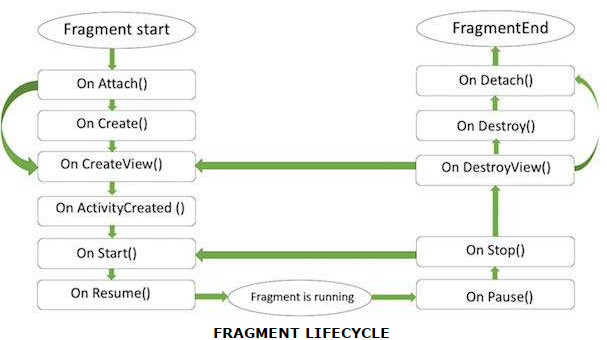 Fragment start
On Attach()
On Create()
On CreateView()
On ActivityCreated ()
On Start()
On Resume()
Fragment is running
On Pause()
On Stop()
On DestroyView()
On Destroy()
On Detach()
FragmentEnd
FRAGMENT LIFECYCLE